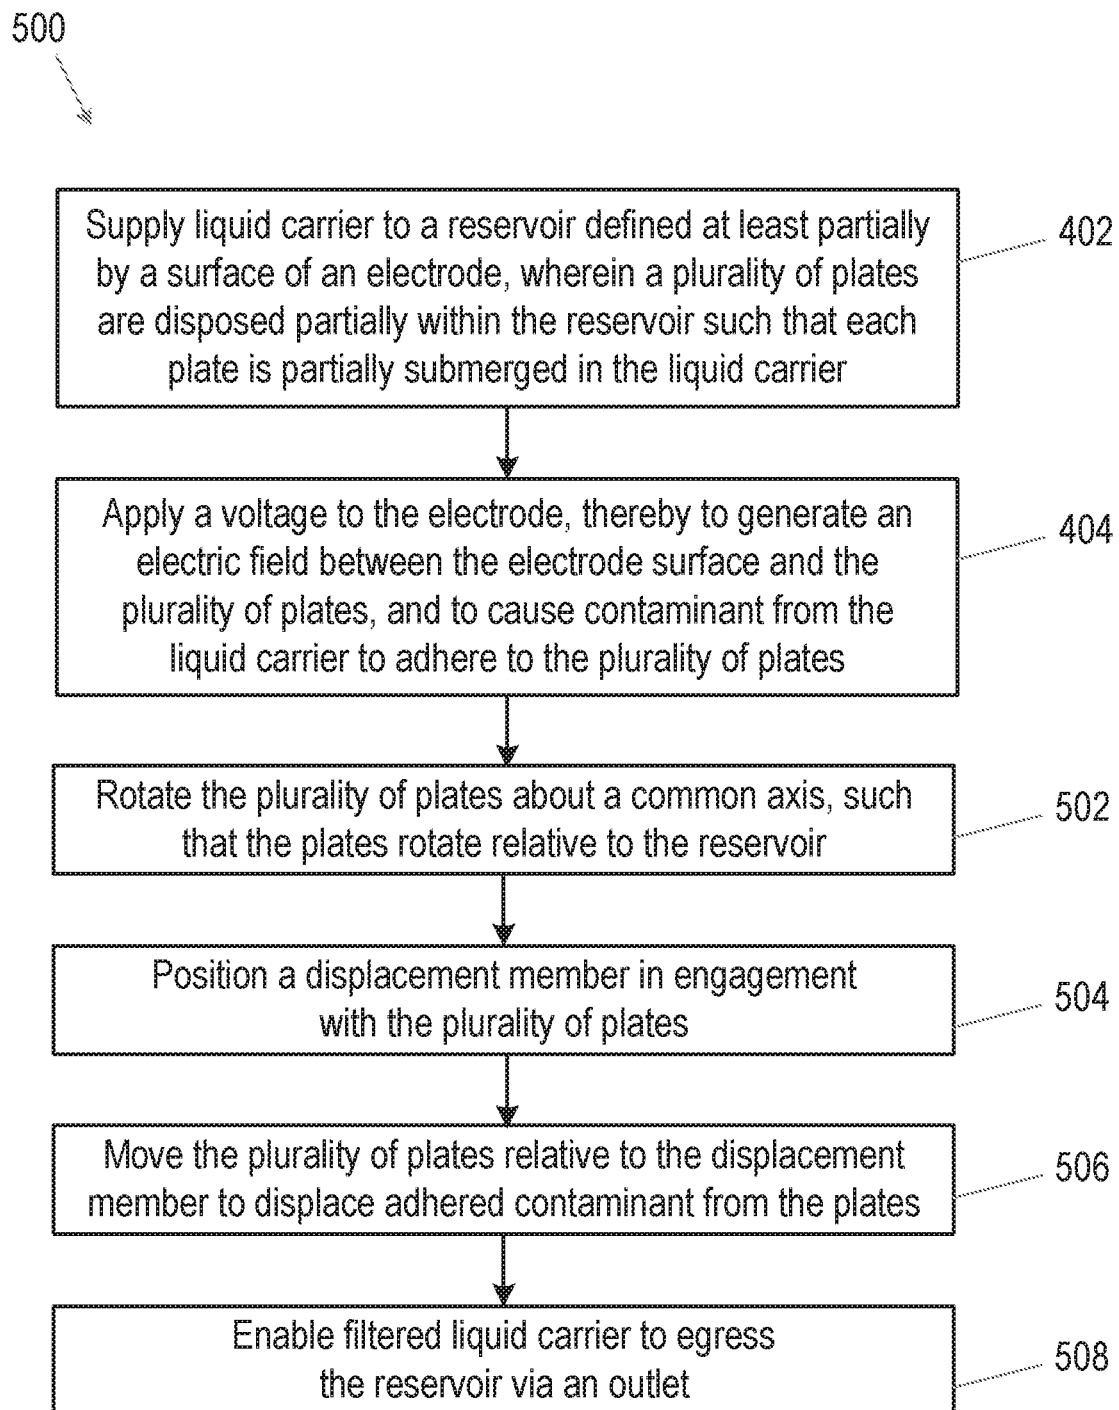 500
Supply liquid carrier to a reservoir defined at least partially
by a surface of an electrode, wherein a plurality of plates
are disposed partially within the reservoir such that each
plate is partially submerged in the liquid carrier
402
Apply a voltage to the electrode, thereby to generate an
electric field between the electrode surface and the
plurality of plates, and to cause contaminant from the
liquid carrier to adhere to the plurality of plates
404
Rotate the plurality of plates about a common axis, such
that the plates rotate relative to the reservoir
502
Position a displacement member in engagement
with the plurality of plates
504
Move the plurality of plates relative to the displacement
member to displace adhered contaminant from the plates
506
Enable filtered liquid carrier to egress
the reservoir via an outlet
508